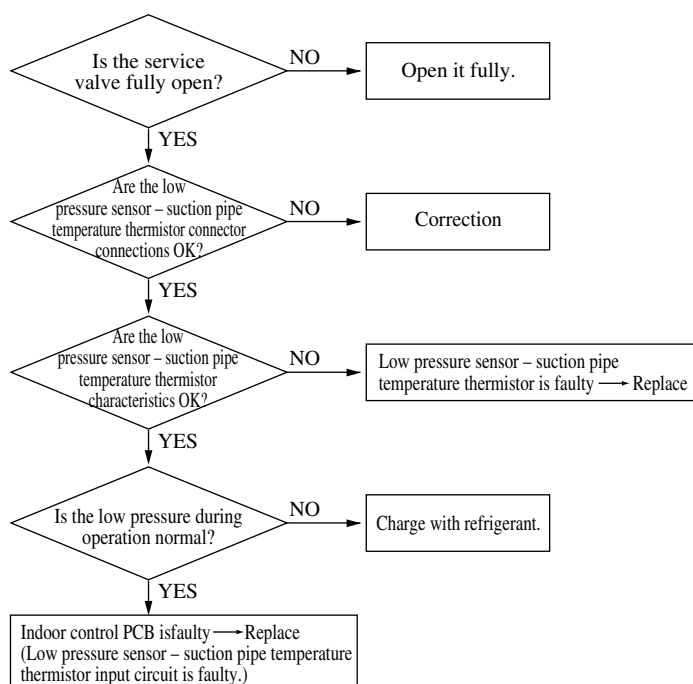 Is the service
valve fully open?
NO
Open it fully.
YES
Are the low
pressure sensor – suction pipe
temperature thermistor connector
connections OK?
NO
Correction
YES
Are the low
pressure sensor – suction pipe
temperature thermistor
characteristics OK?
NO
Low pressure sensor – suction pipe
temperature thermistor is faulty → Replace
YES
Is the low pressure during
operation normal?
NO
Charge with refrigerant.
YES
Indoor control PCB isfaulty → Replace
(Low pressure sensor – suction pipe temperature
thermistor input circuit is faulty.)